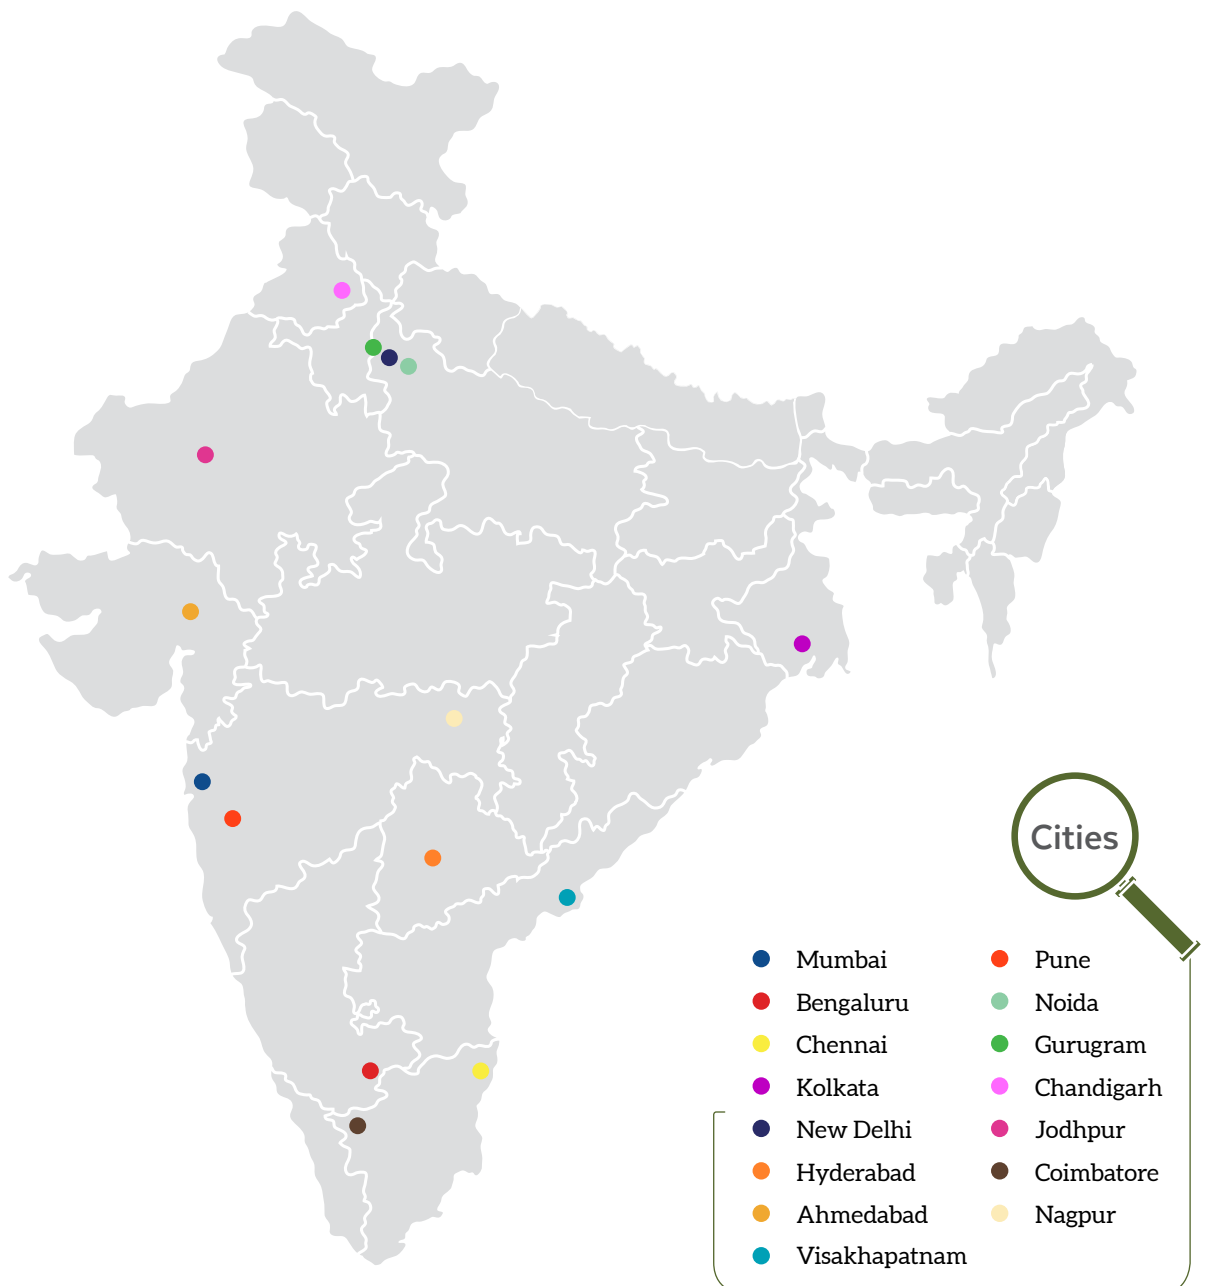 Cities
Mumbai
Bengaluru
Chennai
Kolkata
New Delhi
Hyderabad
Ahmedabad
Visakhapatnam
Pune
Noida
Gurugram
Chandigarh
Jodhpur
Coimbatore
Nagpur